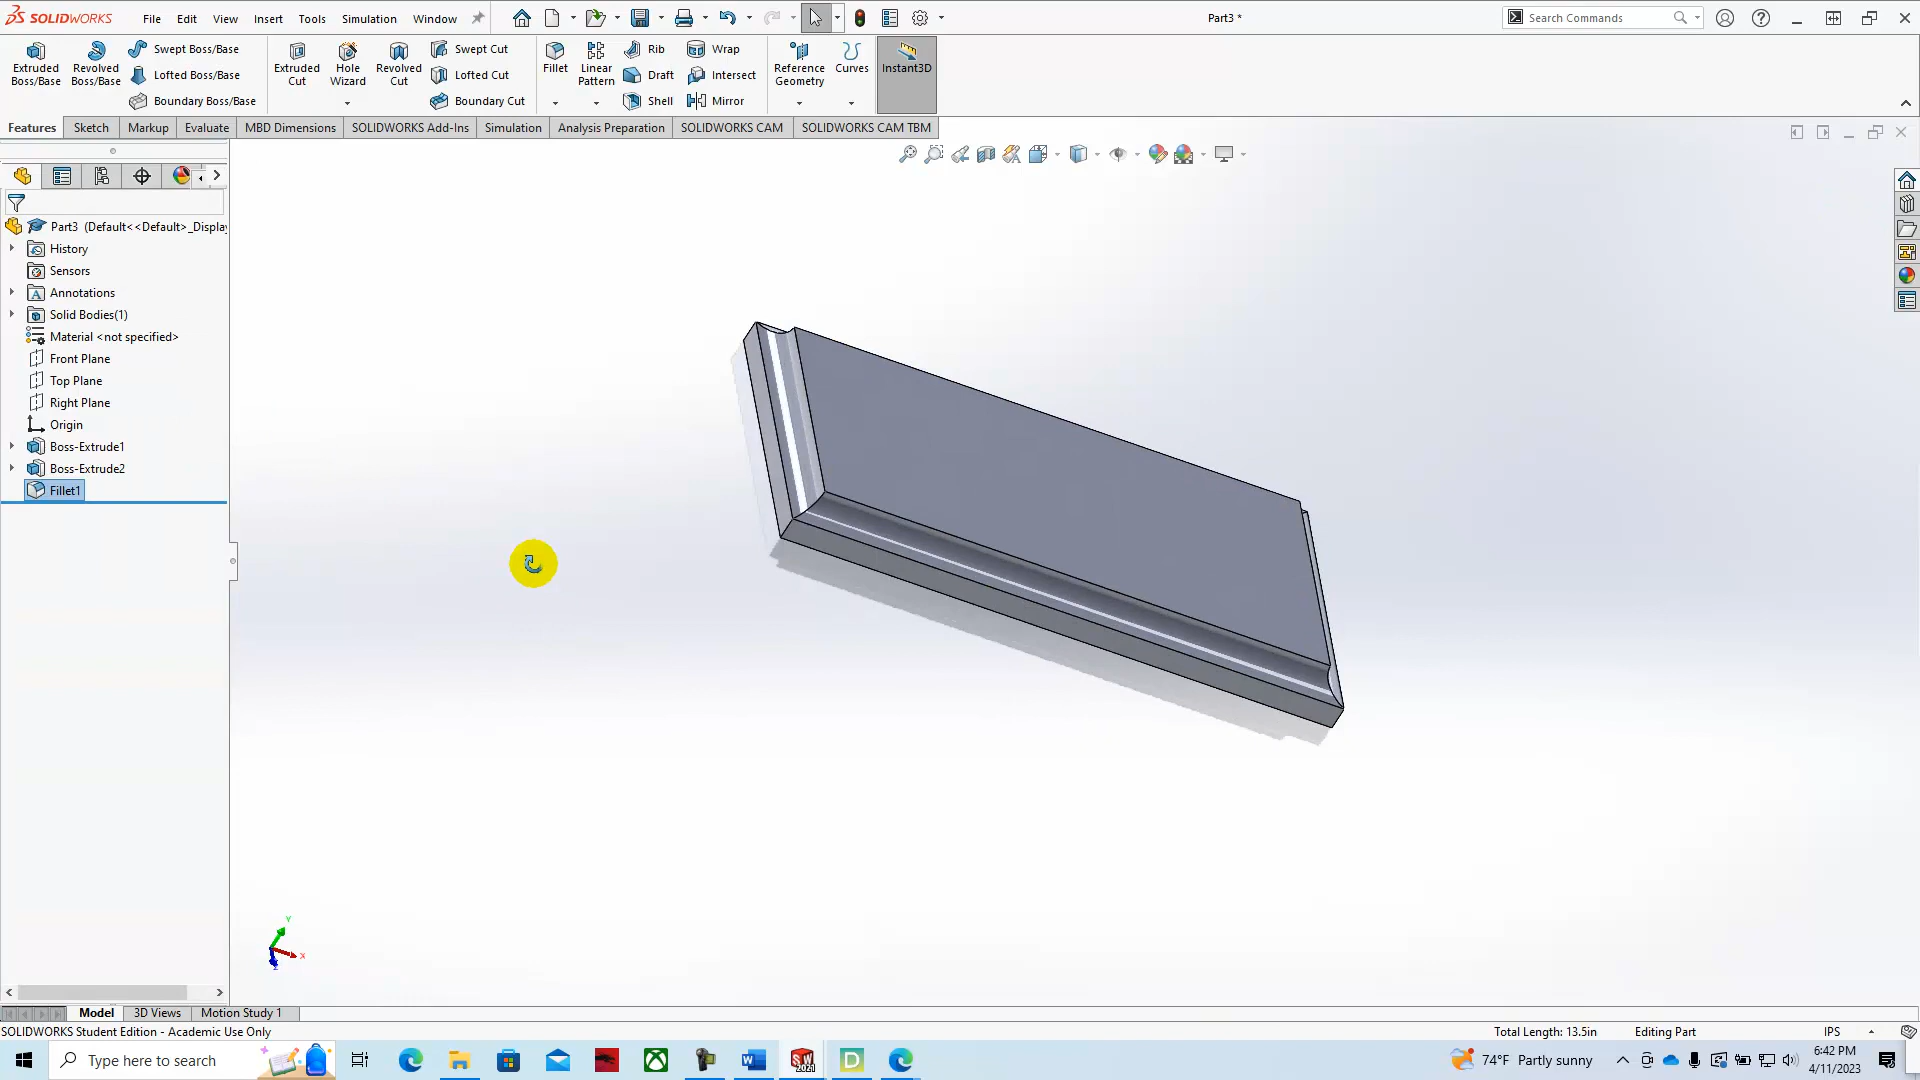 SOLIDWORKS File Edit View Insert Tools Simulation Window Part3 * Search Commands
Extruded Boss/Base
Revolved Boss/Base
Swept Boss/Base
Lofted Boss/Base
Boundary Boss/Base
Extruded Cut
Hole Wizard
Revolved Cut
Swept Cut
Lofted Cut
Boundary Cut
Fillet
Linear Pattern
Rib
Draft
Shell
Wrap
Intersect
Mirror
Reference Geometry
Curves
Instant3D
Features Sketch Markup Evaluate MBD Dimensions SOLIDWORKS Add-Ins Simulation Analysis Preparation SOLIDWORKS CAM SOLIDWORKS CAM TBM
Part3 (Default<<Default>_Display
History
Sensors
Annotations
Solid Bodies(1)
Material <not specified>
Front Plane
Top Plane
Right Plane
Origin
Boss-Extrude1
Boss-Extrude2
Fillet1
Y
X
Z
Model 3D Views Motion Study 1
SOLIDWORKS Student Edition - Academic Use Only Total Length: 13.5in Editing Part IPS
Type here to search 74°F Partly sunny 6:42 PM
4/11/2023